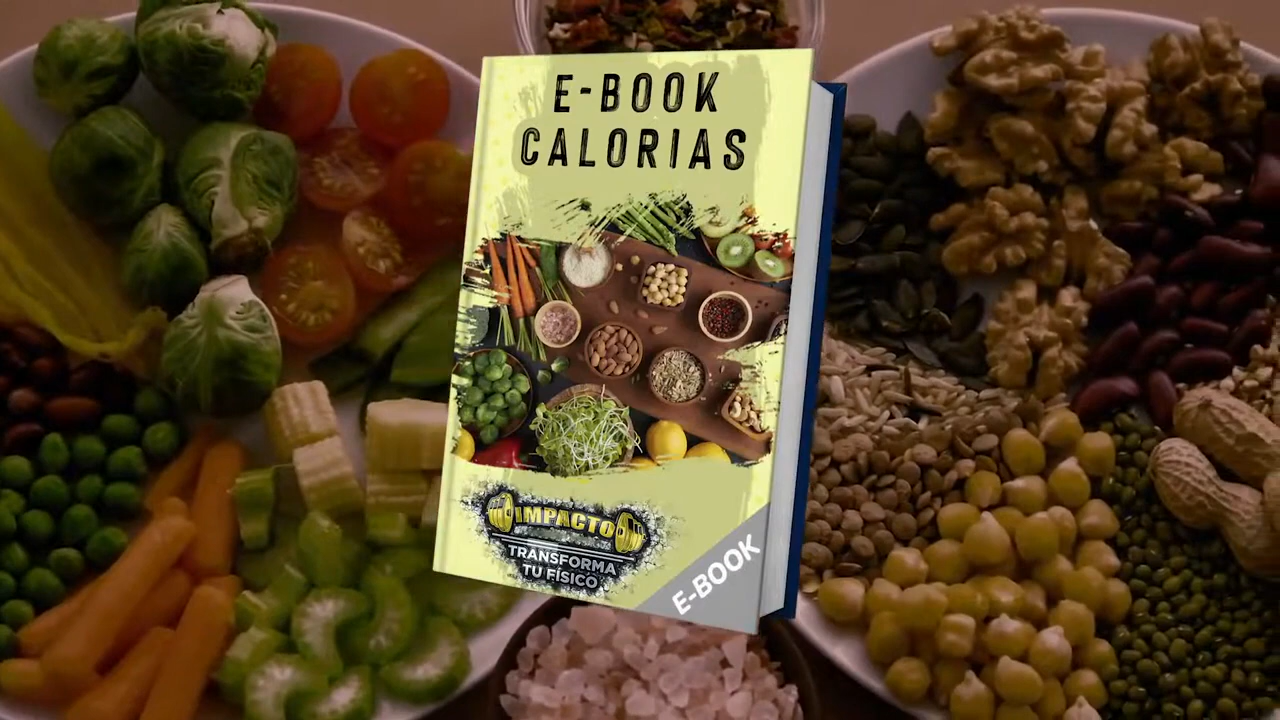 E-BOOK
CALORIAS
IMPACTO
TRANSFORMA
TU FÍSICO
E-BOOK